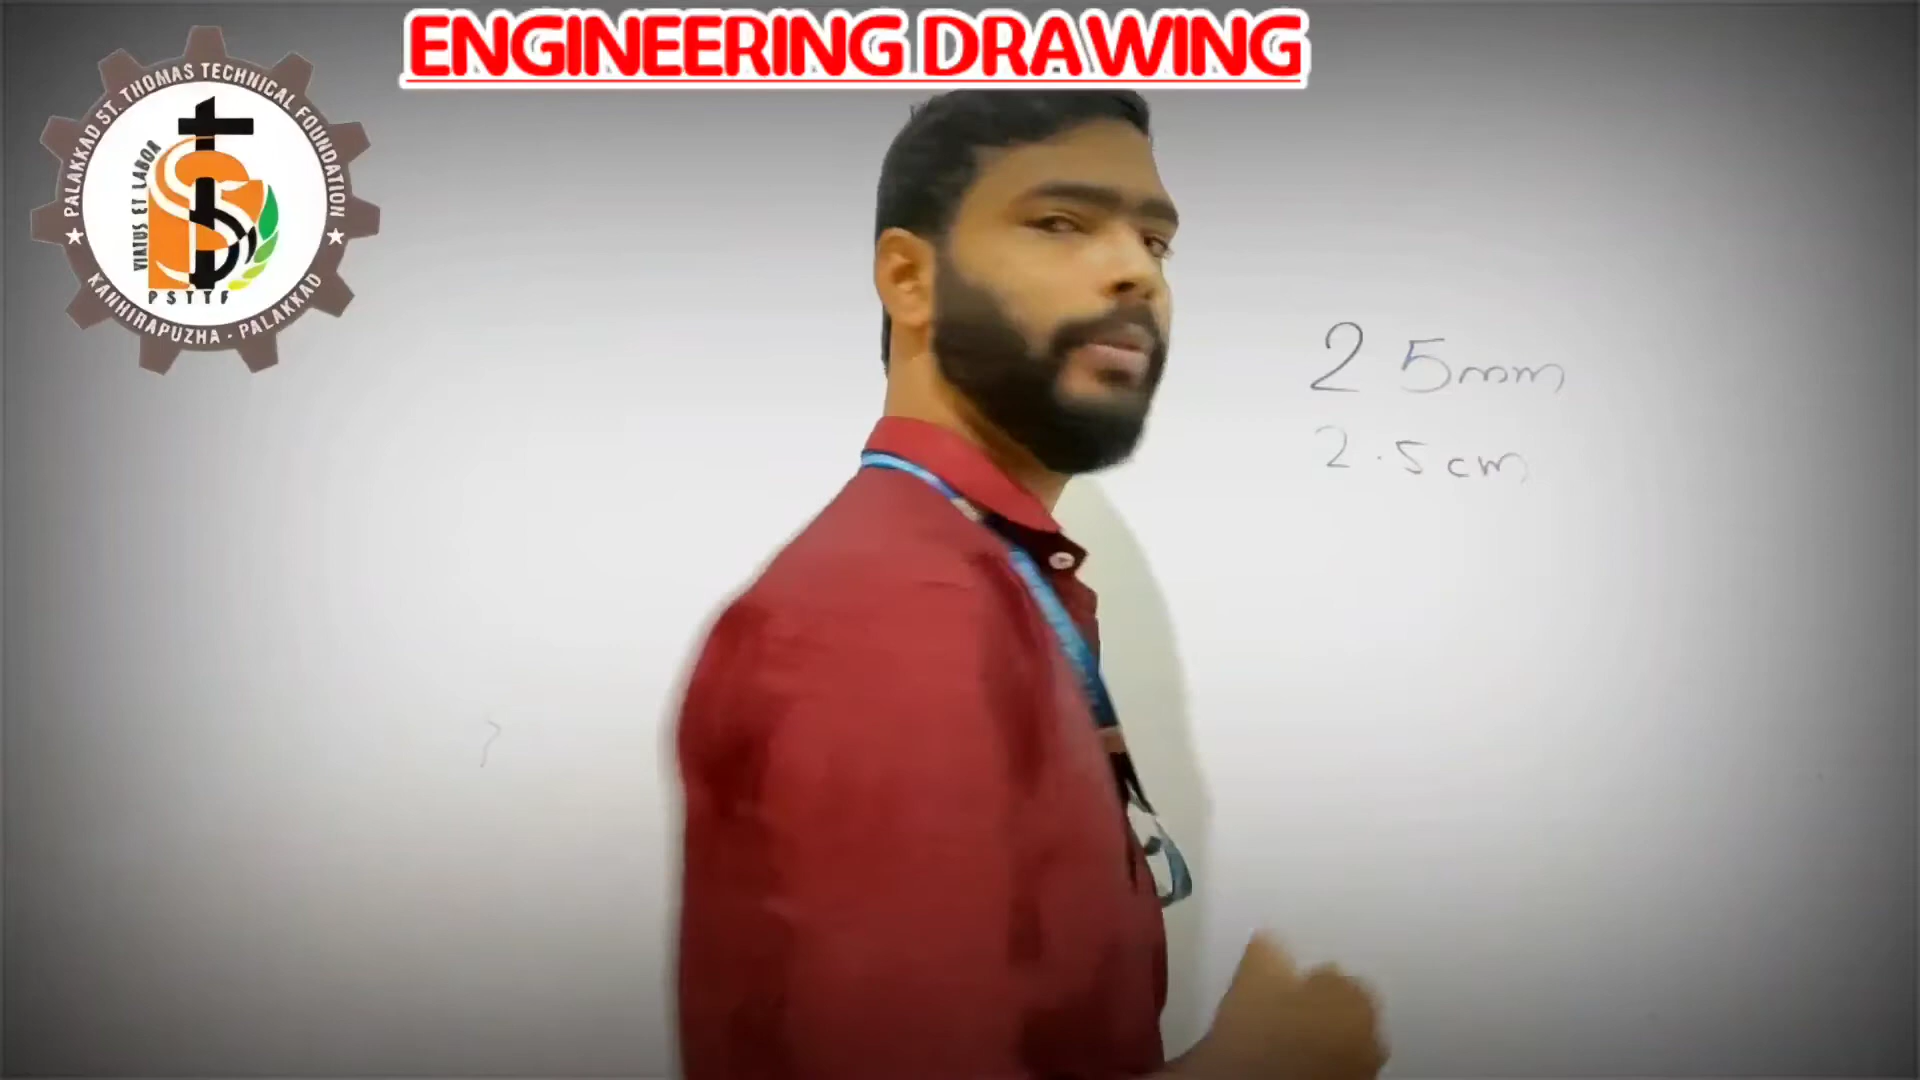 ENGINEERING DRAWING
PALAKKAD ST. THOMAS TECHNICAL FOUNDATION
VIRTUS ET LABOR
PSTTF
KANHIRAPUZHA - PALAKKAD
25mm
2.5cm